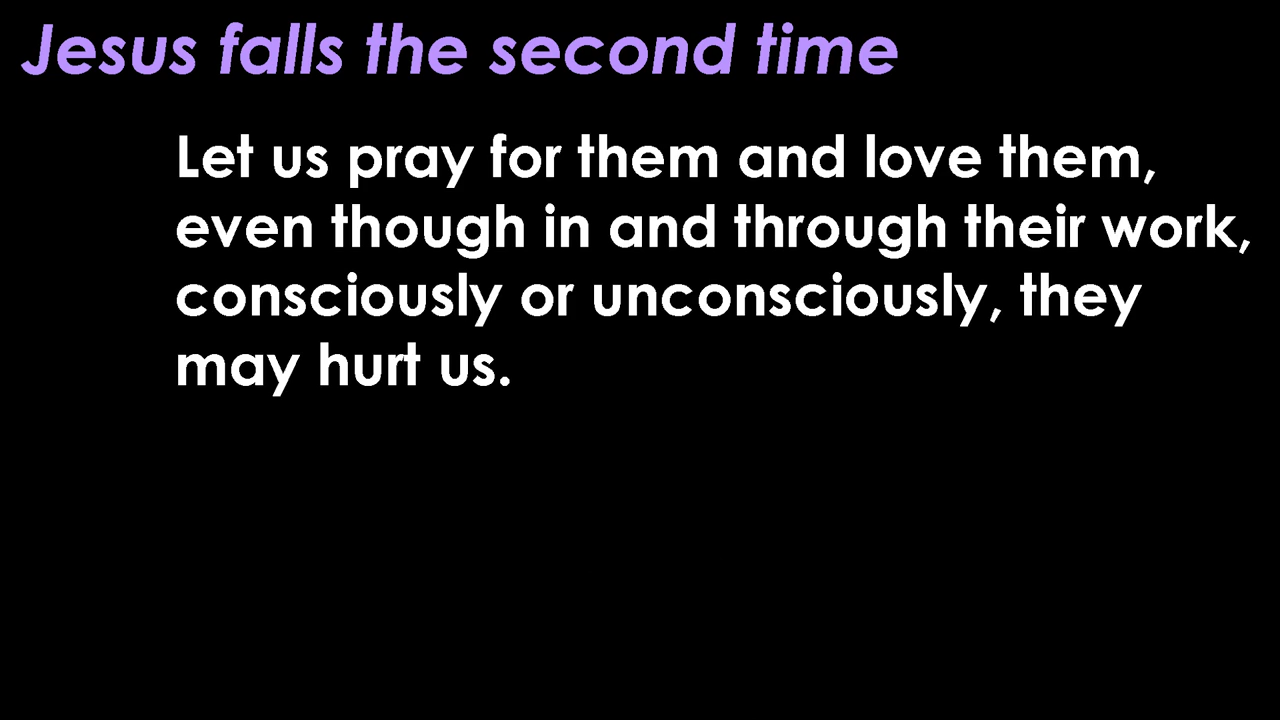 Jesus falls the second time
Let us pray for them and love them,
even though in and through their work,
consciously or unconsciously, they
may hurt us.